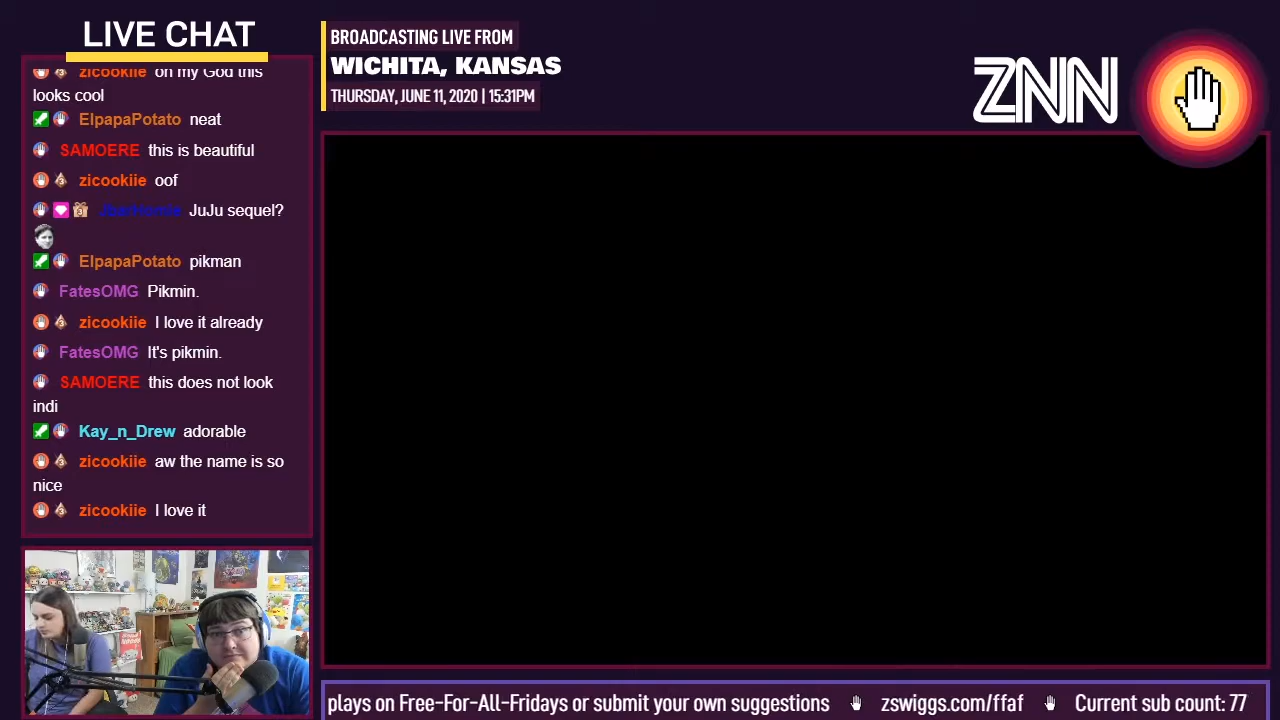 LIVE CHAT
zicookiie oh my God this
looks cool
ElpapaPotato neat
SAMOERE this is beautiful
zicookiie oof
JuJu sequel?
ElpapaPotato pikman
FatesOMG Pikmin.
zicookiie I love it already
FatesOMG It's pikmin.
SAMOERE this does not look
indi
Kay_n_Drew adorable
zicookiie aw the name is so
nice
zicookiie I love it
BROADCASTING LIVE FROM
WICHITA, KANSAS
THURSDAY, JUNE 11, 2020 | 15:31PM
ZNN
plays on Free-For-All-Fridays or submit your own suggestions zswiggs.com/ffaf Current sub count: 77